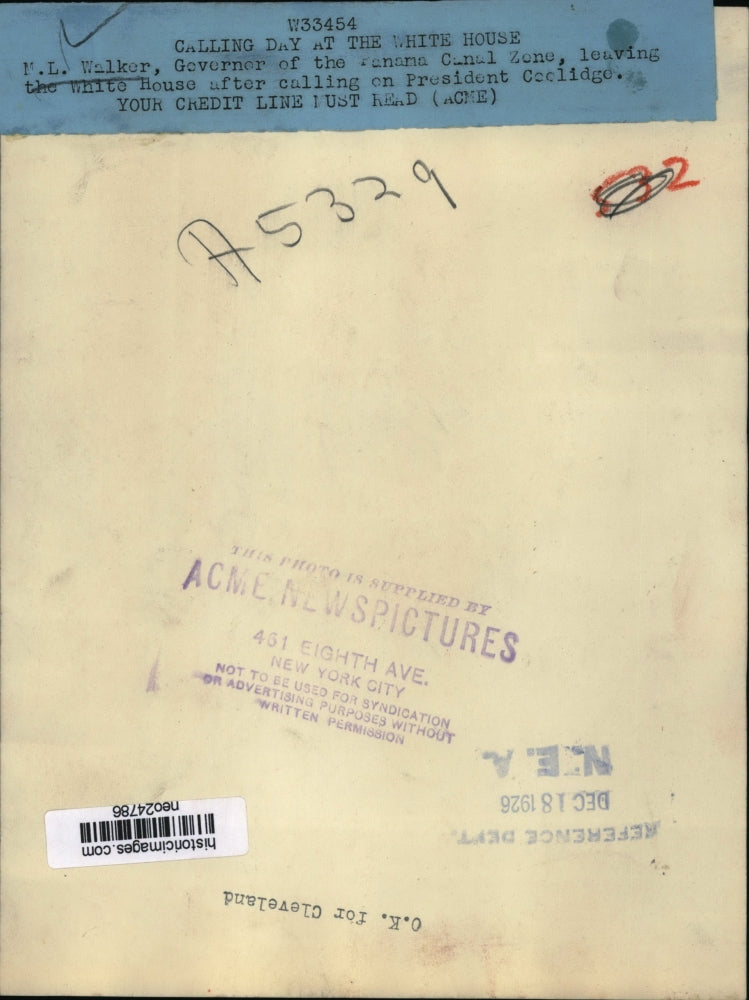 W33454
CALLING DAY AT THE WHITE HOUSE
M.L. Walker, Governor of the Panama Canal Zone, leaving
the White House after calling on President Coolidge.
YOUR CREDIT LINE MUST READ (ACME)
A5329
2
THIS PHOTO IS SUPPLIED BY
ACME NEWSPICTURES
461 EIGHTH AVE.
NEW YORK CITY
NOT TO BE USED FOR SYNDICATION
OR ADVERTISING PURPOSES WITHOUT
WRITTEN PERMISSION
N.E.A.
DEC 18 1926
REFERENCE DEPT.
historicimages.com
neo24786
O.K. for Cleveland